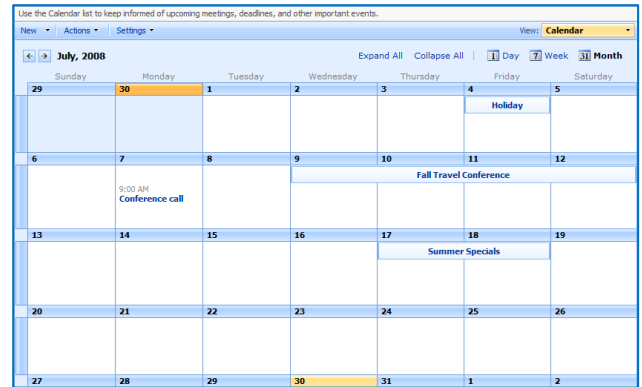 Use the Calendar list to keep informed of upcoming meetings, deadlines, and other important events.
New Actions Settings View: Calendar
July, 2008 Expand All Collapse All | 1 Day 7 Week 31 Month
Sunday Monday Tuesday Wednesday Thursday Friday Saturday
29 30 1 2 3 4 5
Holiday
6 7 8 9 10 11 12
Fall Travel Conference
9:00 AM
Conference call
13 14 15 16 17 18 19
Summer Specials
20 21 22 23 24 25 26
27 28 29 30 31 1 2